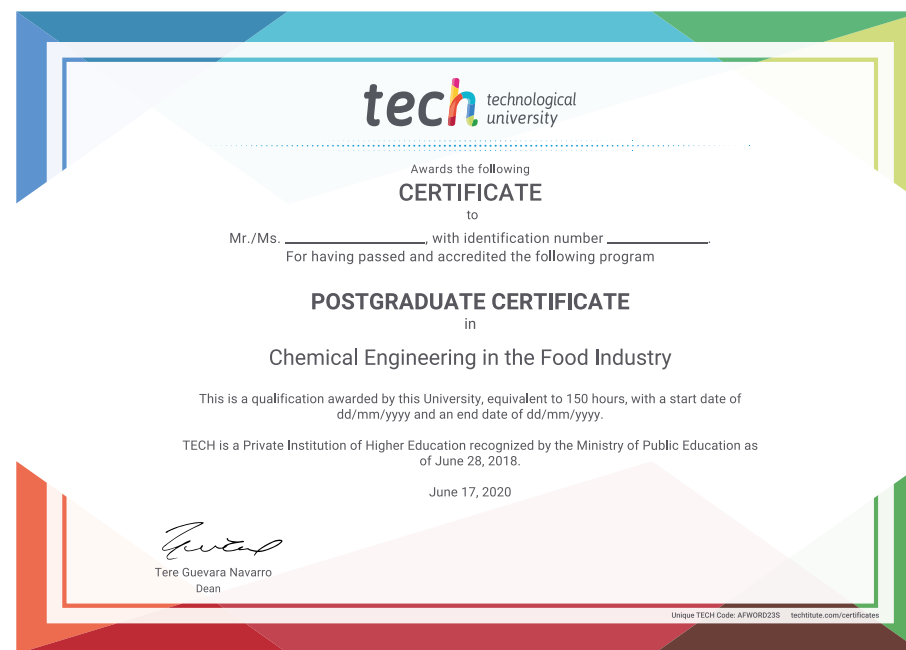 tech technological
university
Awards the following
CERTIFICATE
to
Mr./Ms. ____________________, with identification number ______________.
For having passed and accredited the following program
POSTGRADUATE CERTIFICATE
in
Chemical Engineering in the Food Industry
This is a qualification awarded by this University, equivalent to 150 hours, with a start date of
dd/mm/yyyy and an end date of dd/mm/yyyy.
TECH is a Private Institution of Higher Education recognized by the Ministry of Public Education as
of June 28, 2018.
June 17, 2020
Tere Guevara Navarro
Dean
Unique TECH Code: AFWORD23S techtitute.com/certificates